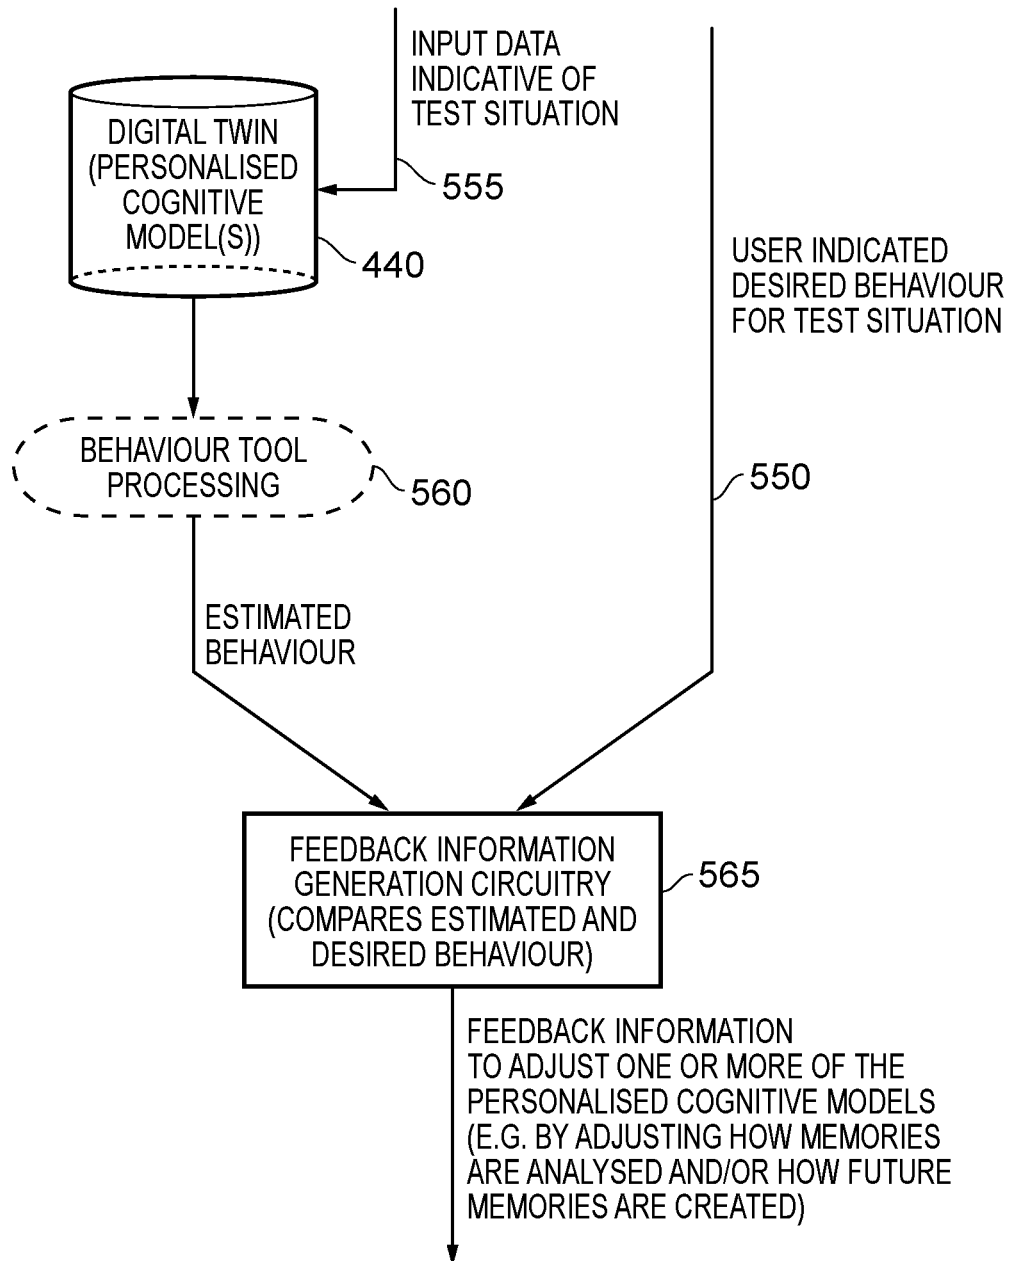 INPUT DATA
INDICATIVE OF
TEST SITUATION
555
DIGITAL TWIN
(PERSONALISED
COGNITIVE
MODEL(S))
440
USER INDICATED
DESIRED BEHAVIOUR
FOR TEST SITUATION
550
BEHAVIOUR TOOL
PROCESSING
560
ESTIMATED
BEHAVIOUR
FEEDBACK INFORMATION
GENERATION CIRCUITRY
(COMPARES ESTIMATED AND
DESIRED BEHAVIOUR)
565
FEEDBACK INFORMATION
TO ADJUST ONE OR MORE OF THE
PERSONALISED COGNITIVE MODELS
(E.G. BY ADJUSTING HOW MEMORIES
ARE ANALYSED AND/OR HOW FUTURE
MEMORIES ARE CREATED)